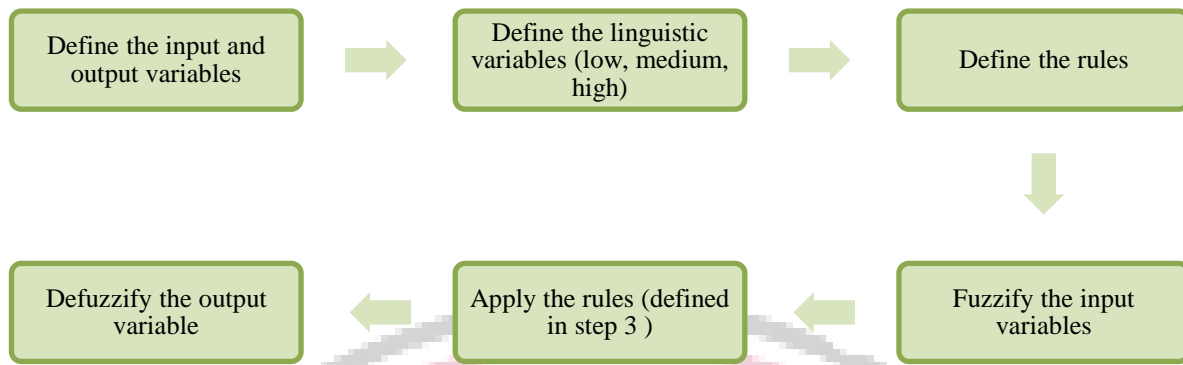 Define the input and
output variables
Define the linguistic
variables (low, medium,
high)
Define the rules
Fuzzify the input
variables
Apply the rules (defined
in step 3 )
Defuzzify the output
variable